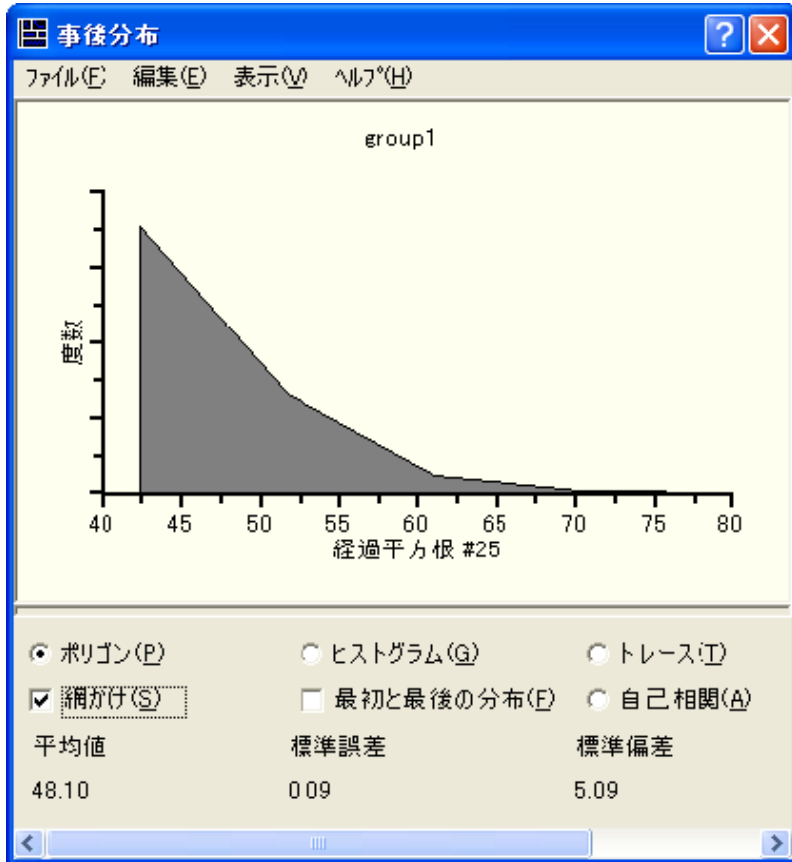 事後分布
ファイル(F) 編集(E) 表示(V) ヘルプ(H)
group1
度数
40 45 50 55 60 65 70 75 80
経過平方根 #25
ポリゴン(P) ヒストグラム(G) トレース(T)
網かけ(S) 最初と最後の分布(F) 自己相関(A)
平均値 標準誤差 標準偏差
48.10 0.09 5.09